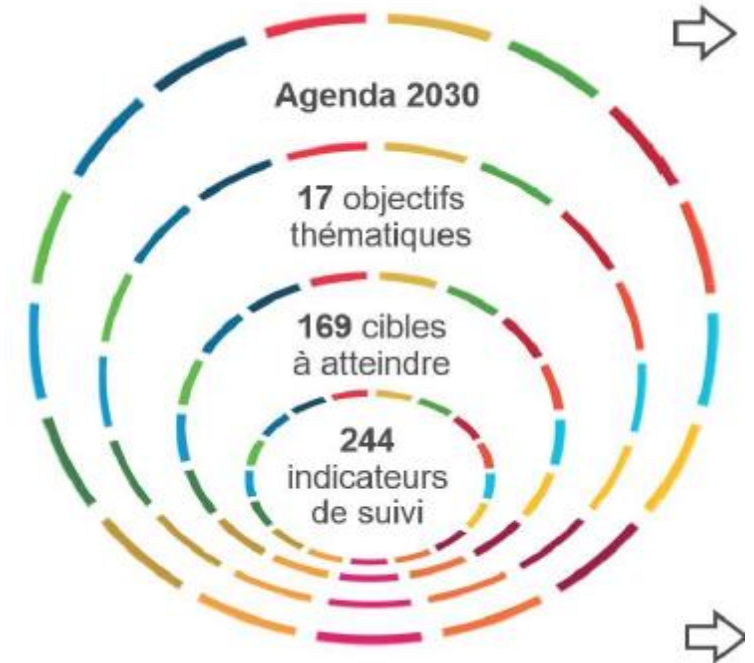 Agenda 2030
17 objectifs
thématiques
169 cibles
à atteindre
244
indicateurs
de suivi